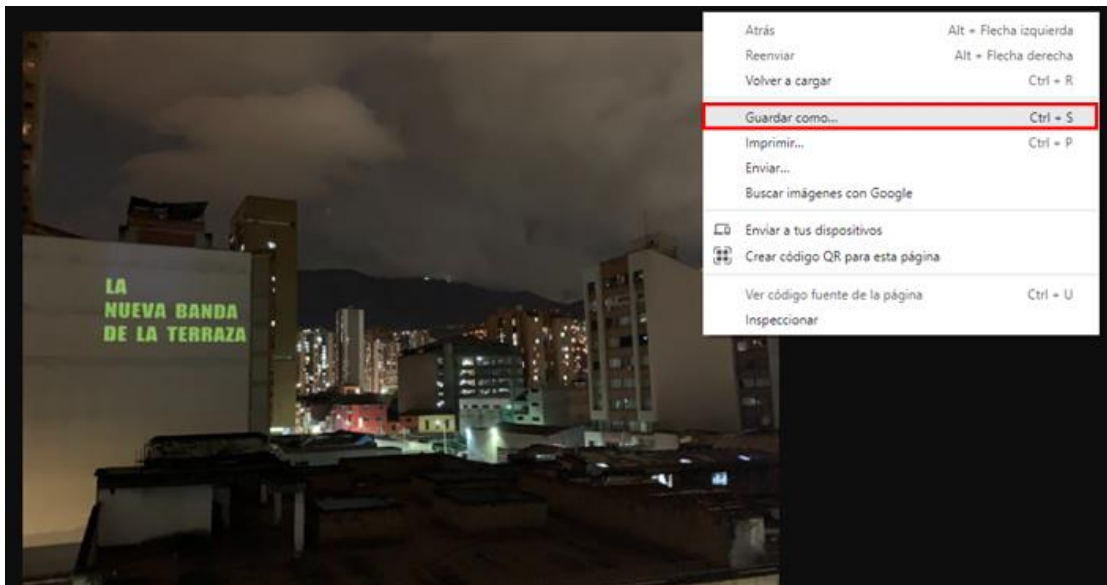 LA
NUEVA BANDA
DE LA TERRAZA
Atrás Alt + Flecha izquierda
Reenviar Alt + Flecha derecha
Volver a cargar Ctrl + R
Guardar como... Ctrl + S
Imprimir... Ctrl + P
Enviar...
Buscar imágenes con Google
Enviar a tus dispositivos
Crear código QR para esta página
Ver código fuente de la página Ctrl + U
Inspeccionar